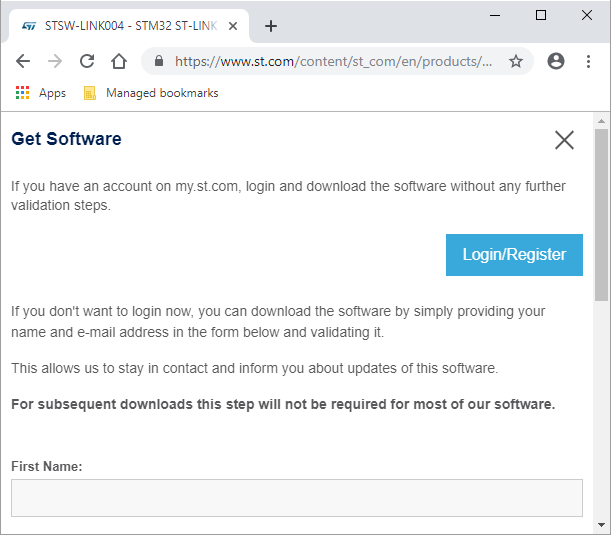 STSW-LINK004 - STM32 ST-LINK
https://www.st.com/content/st_com/en/products/...
Apps
Managed bookmarks
Get Software
If you have an account on my.st.com, login and download the software without any further
validation steps.
Login/Register
If you don't want to login now, you can download the software by simply providing your
name and e-mail address in the form below and validating it.
This allows us to stay in contact and inform you about updates of this software.
For subsequent downloads this step will not be required for most of our software.
First Name: